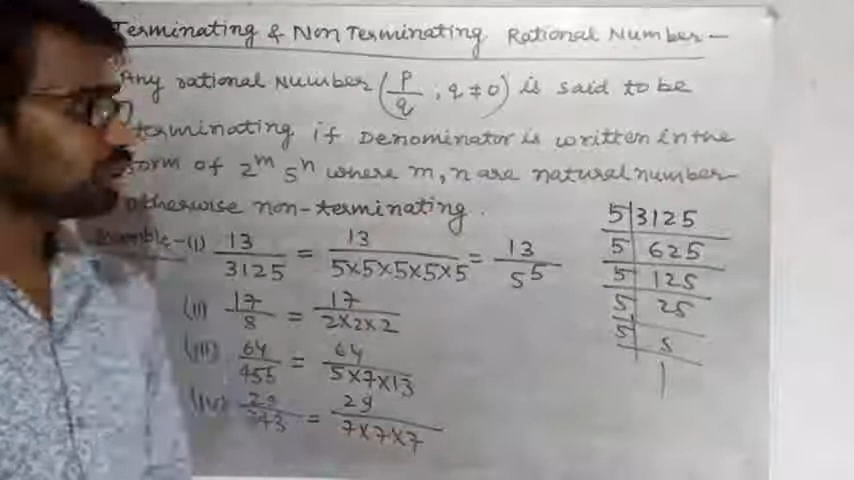 Terminating & Non Terminating Rational Number —
Any rational Number (p/q ; q ≠ 0) is said to be
terminating if Denominator is written in the
form of 2^m 5^n where m, n are natural number
otherwise non-terminating.
(i) 13/3125 = 13/5×5×5×5×5 = 13/5^5
(ii) 17/8 = 17/2×2×2
(iii) 64/455 = 64/5×7×13
(iv) 29/343 = 29/7×7×7
5 | 3125
5 | 625
5 | 125
5 | 25
5 | 5
1